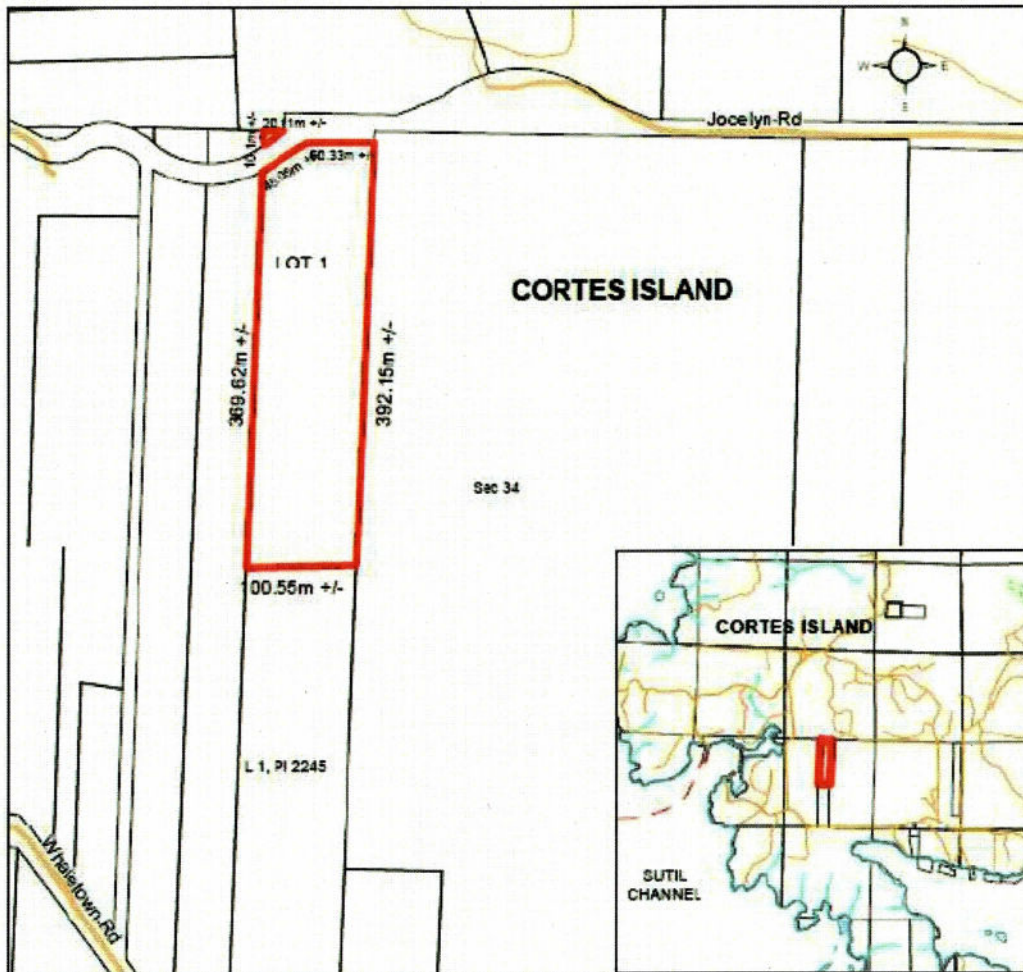 N
W E
S
Jocelyn Rd
20.11m +/-
10.1m +/-
60.33m +/-
LOT 1
CORTES ISLAND
369.62m +/-
392.15m +/-
Sec 34
100.55m +/-
CORTES ISLAND
L 1, Pl 2245
Whaletown Rd
SUTIL
CHANNEL